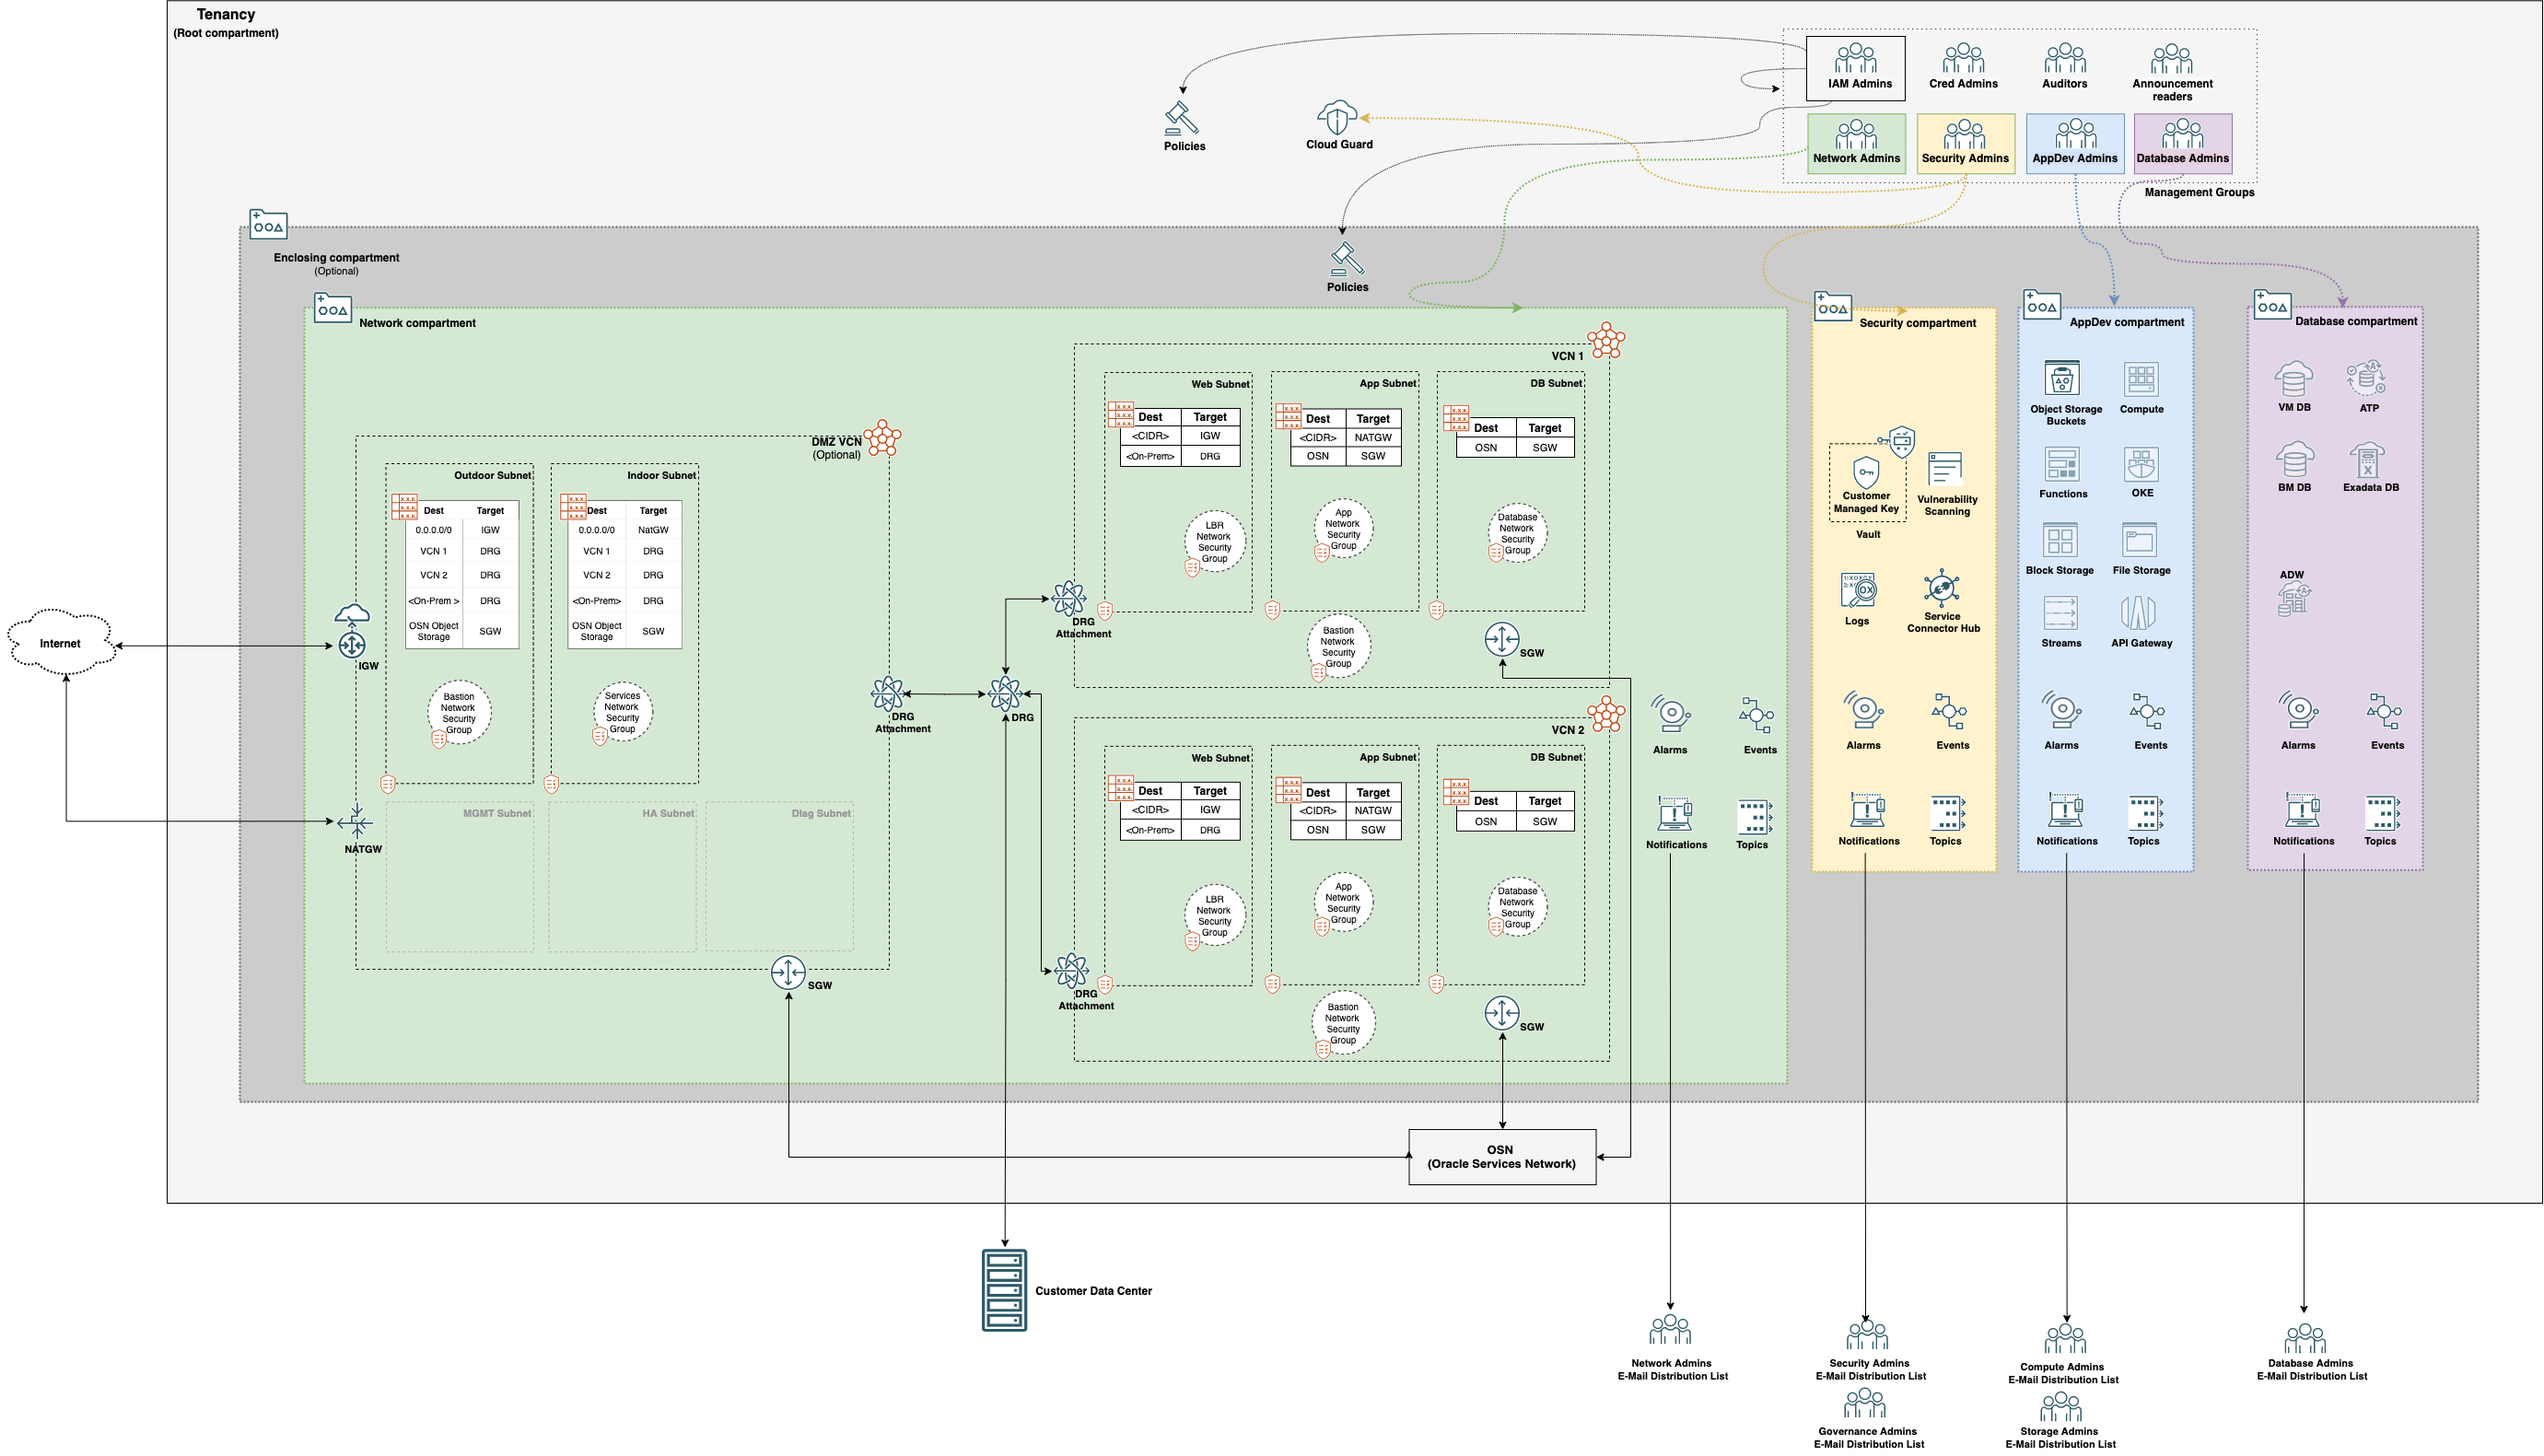 Tenancy
(Root compartment)
IAM Admins
Cred Admins
Auditors
Announcement
readers
Network Admins
Security Admins
AppDev Admins
Database Admins
Management Groups
Policies
Cloud Guard
Policies
Enclosing compartment
(Optional)
Network compartment
Internet
IGW
NATGW
DMZ VCN
(Optional)
Outdoor Subnet
Dest Target
0.0.0.0/0 IGW
VCN 1 DRG
VCN 2 DRG
<On-Prem > DRG
OSN Object
Storage
SGW
Bastion
Network
Security
Group
Indoor Subnet
Dest Target
0.0.0.0/0 NatGW
VCN 1 DRG
VCN 2 DRG
<On-Prem> DRG
OSN Object
Storage
SGW
Services
Network
Security
Group
MGMT Subnet
HA Subnet
Diag Subnet
SGW
DRG
Attachment
DRG
DRG
Attachment
DRG
Attachment
VCN 1
Web Subnet
Dest Target
<CIDR> IGW
<On-Prem> DRG
LBR
Network
Security
Group
App Subnet
Dest Target
<CIDR> NATGW
OSN SGW
App
Network
Security
Group
DB Subnet
Dest Target
OSN SGW
Database
Network
Security
Group
Bastion
Network
Security
Group
SGW
VCN 2
Web Subnet
Dest Target
<CIDR> IGW
<On-Prem> DRG
LBR
Network
Security
Group
App Subnet
Dest Target
<CIDR> NATGW
OSN SGW
App
Network
Security
Group
DB Subnet
Dest Target
OSN SGW
Database
Network
Security
Group
Bastion
Network
Security
Group
SGW
Alarms
Events
Notifications
Topics
Security compartment
Customer
Managed Key
Vault
Vulnerability
Scanning
Logs
Service
Connector Hub
Alarms
Events
Notifications
Topics
AppDev compartment
Object Storage
Buckets
Compute
Functions
OKE
Block Storage
File Storage
Streams
API Gateway
Alarms
Events
Notifications
Topics
Database compartment
VM DB
ATP
BM DB
Exadata DB
ADW
Alarms
Events
Notifications
Topics
OSN
(Oracle Services Network)
Customer Data Center
Network Admins
E-Mail Distribution List
Security Admins
E-Mail Distribution List
Governance Admins
E-Mail Distribution List
Compute Admins
E-Mail Distribution List
Storage Admins
E-Mail Distribution List
Database Admins
E-Mail Distribution List